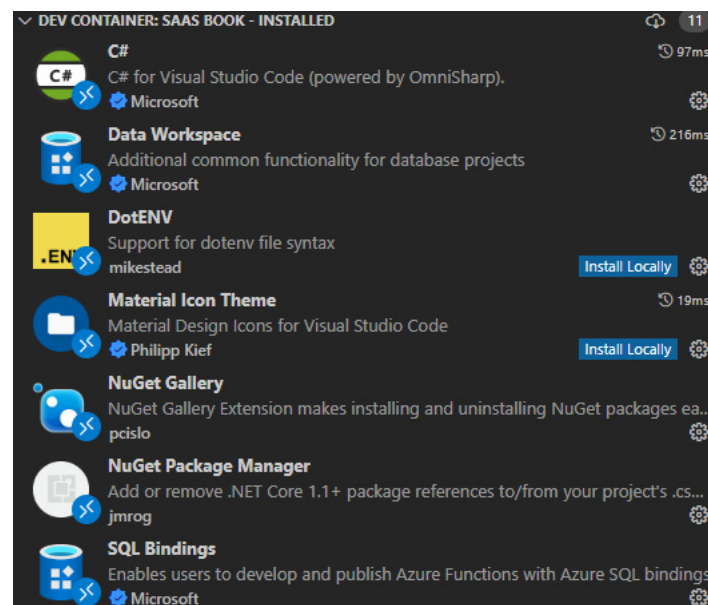 DEV CONTAINER: SAAS BOOK - INSTALLED 11
C# 97ms
C# C# for Visual Studio Code (powered by OmniSharp).
Microsoft
Data Workspace 216ms
Additional common functionality for database projects
Microsoft
DotENV
Support for dotenv file syntax
.EN
mikestead Install Locally
Material Icon Theme 19ms
Material Design Icons for Visual Studio Code
Philipp Kief Install Locally
NuGet Gallery
NuGet Gallery Extension makes installing and uninstalling NuGet packages ea...
pcislo
NuGet Package Manager
Add or remove .NET Core 1.1+ package references to/from your project's .cs...
jmrog
SQL Bindings
Enables users to develop and publish Azure Functions with Azure SQL bindings
Microsoft